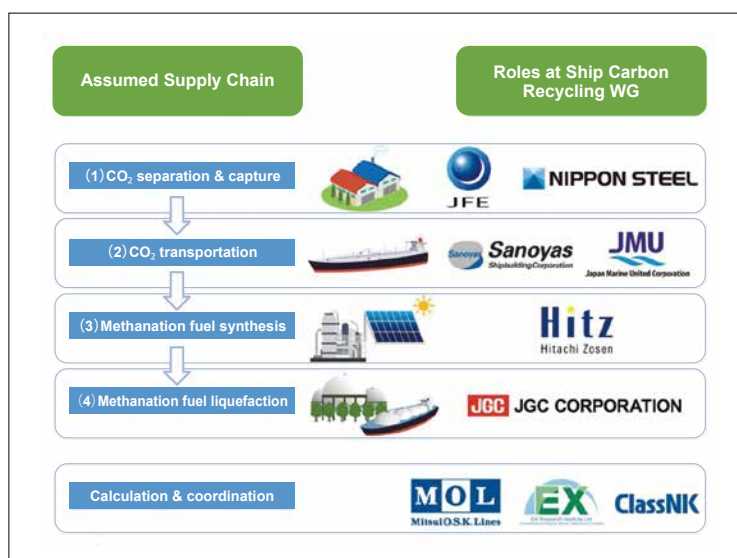 Assumed Supply Chain
Roles at Ship Carbon
Recycling WG
(1)CO₂ separation & capture
JFE
NIPPON STEEL
(2)CO₂ transportation
Sanoyas
Sanoyas
Shipbuilding Corporation
JMU
Japan Marine United Corporation
(3)Methanation fuel synthesis
Hitz
Hitachi Zosen
(4)Methanation fuel liquefaction
JGC
JGC CORPORATION
Calculation & coordination
MOL
Mitsui O.S.K. Lines
EX
ClassNK